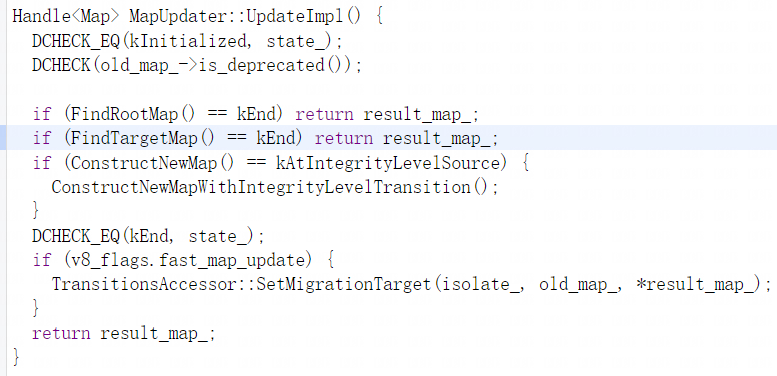 Handle<Map> MapUpdater::UpdateImpl() {
  DCHECK_EQ(kInitialized, state_);
  DCHECK(old_map_->is_deprecated());

  if (FindRootMap() == kEnd) return result_map_;
  if (FindTargetMap() == kEnd) return result_map_;
  if (ConstructNewMap() == kAtIntegrityLevelSource) {
    ConstructNewMapWithIntegrityLevelTransition();
  }
  DCHECK_EQ(kEnd, state_);
  if (v8_flags.fast_map_update) {
    TransitionsAccessor::SetMigrationTarget(isolate_, old_map_, *result_map_);
  }
  return result_map_;
}